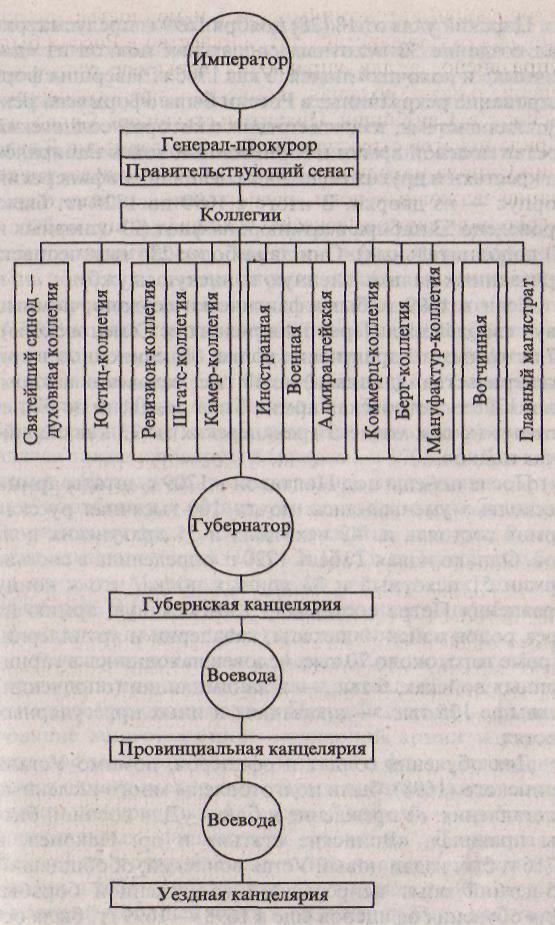 Император
Генерал-прокурор
Правительствующий сенат
Коллегии
Святейший синод
Духовная коллегия
Юстиц-коллегия
Ревизион-коллегия
Штатс-коллегия
Камер-коллегия
Иностранная
Военная
Адмиралтейская
Коммерц-коллегия
Берг-коллегия
Мануфактур-коллегия
Вотчинная
Главный магистрат
Губернатор
Губернская канцелярия
Воевода
Провинциальная канцелярия
Воевода
Уездная канцелярия